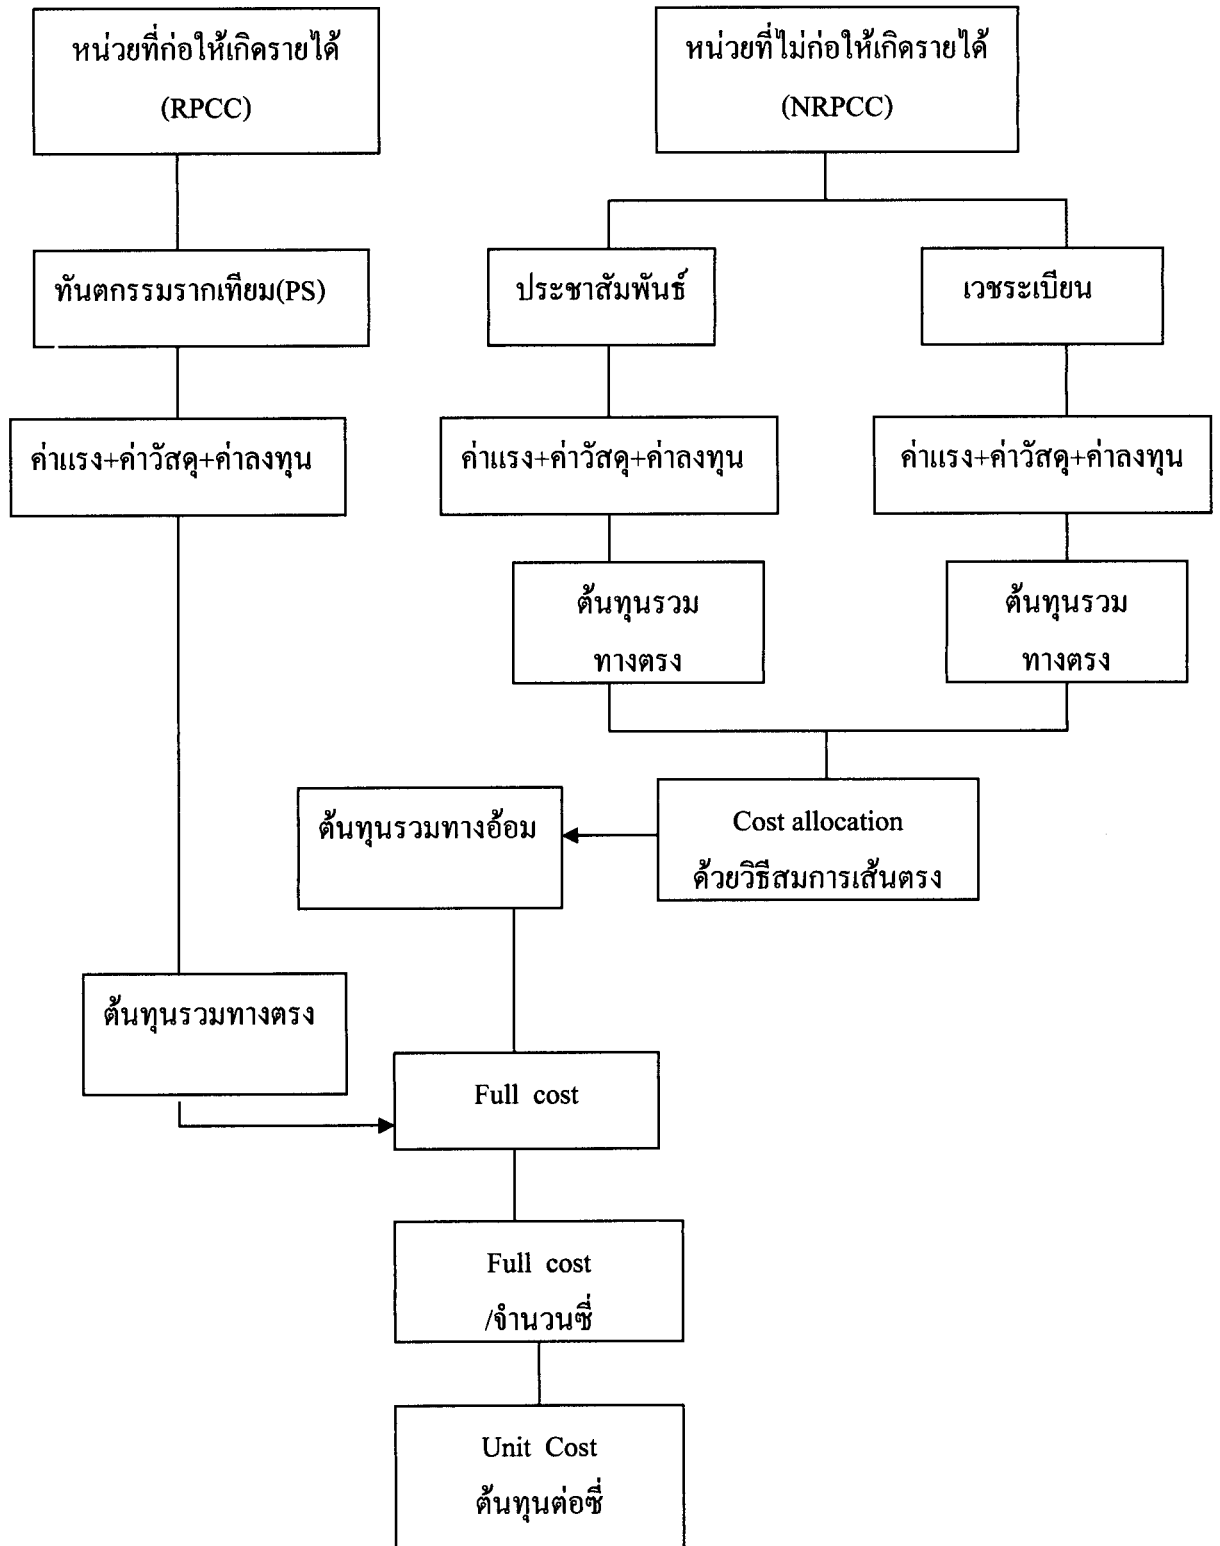 หน่วยที่ก่อให้เกิดรายได้
(RPCC)
หน่วยที่ไม่ก่อให้เกิดรายได้
(NRPCC)
ทันตกรรมรากเทียม(PS)
ประชาสัมพันธ์
เวชระเบียน
ค่าแรง+ค่าวัสดุ+ค่าลงทุน
ค่าแรง+ค่าวัสดุ+ค่าลงทุน
ค่าแรง+ค่าวัสดุ+ค่าลงทุน
ต้นทุนรวม
ทางตรง
ต้นทุนรวม
ทางตรง
ต้นทุนรวมทางอ้อม
Cost allocation
ด้วยวิธีสมการเส้นตรง
ต้นทุนรวมทางตรง
Full cost
Full cost
/จำนวนซี่
Unit Cost
ต้นทุนต่อซี่